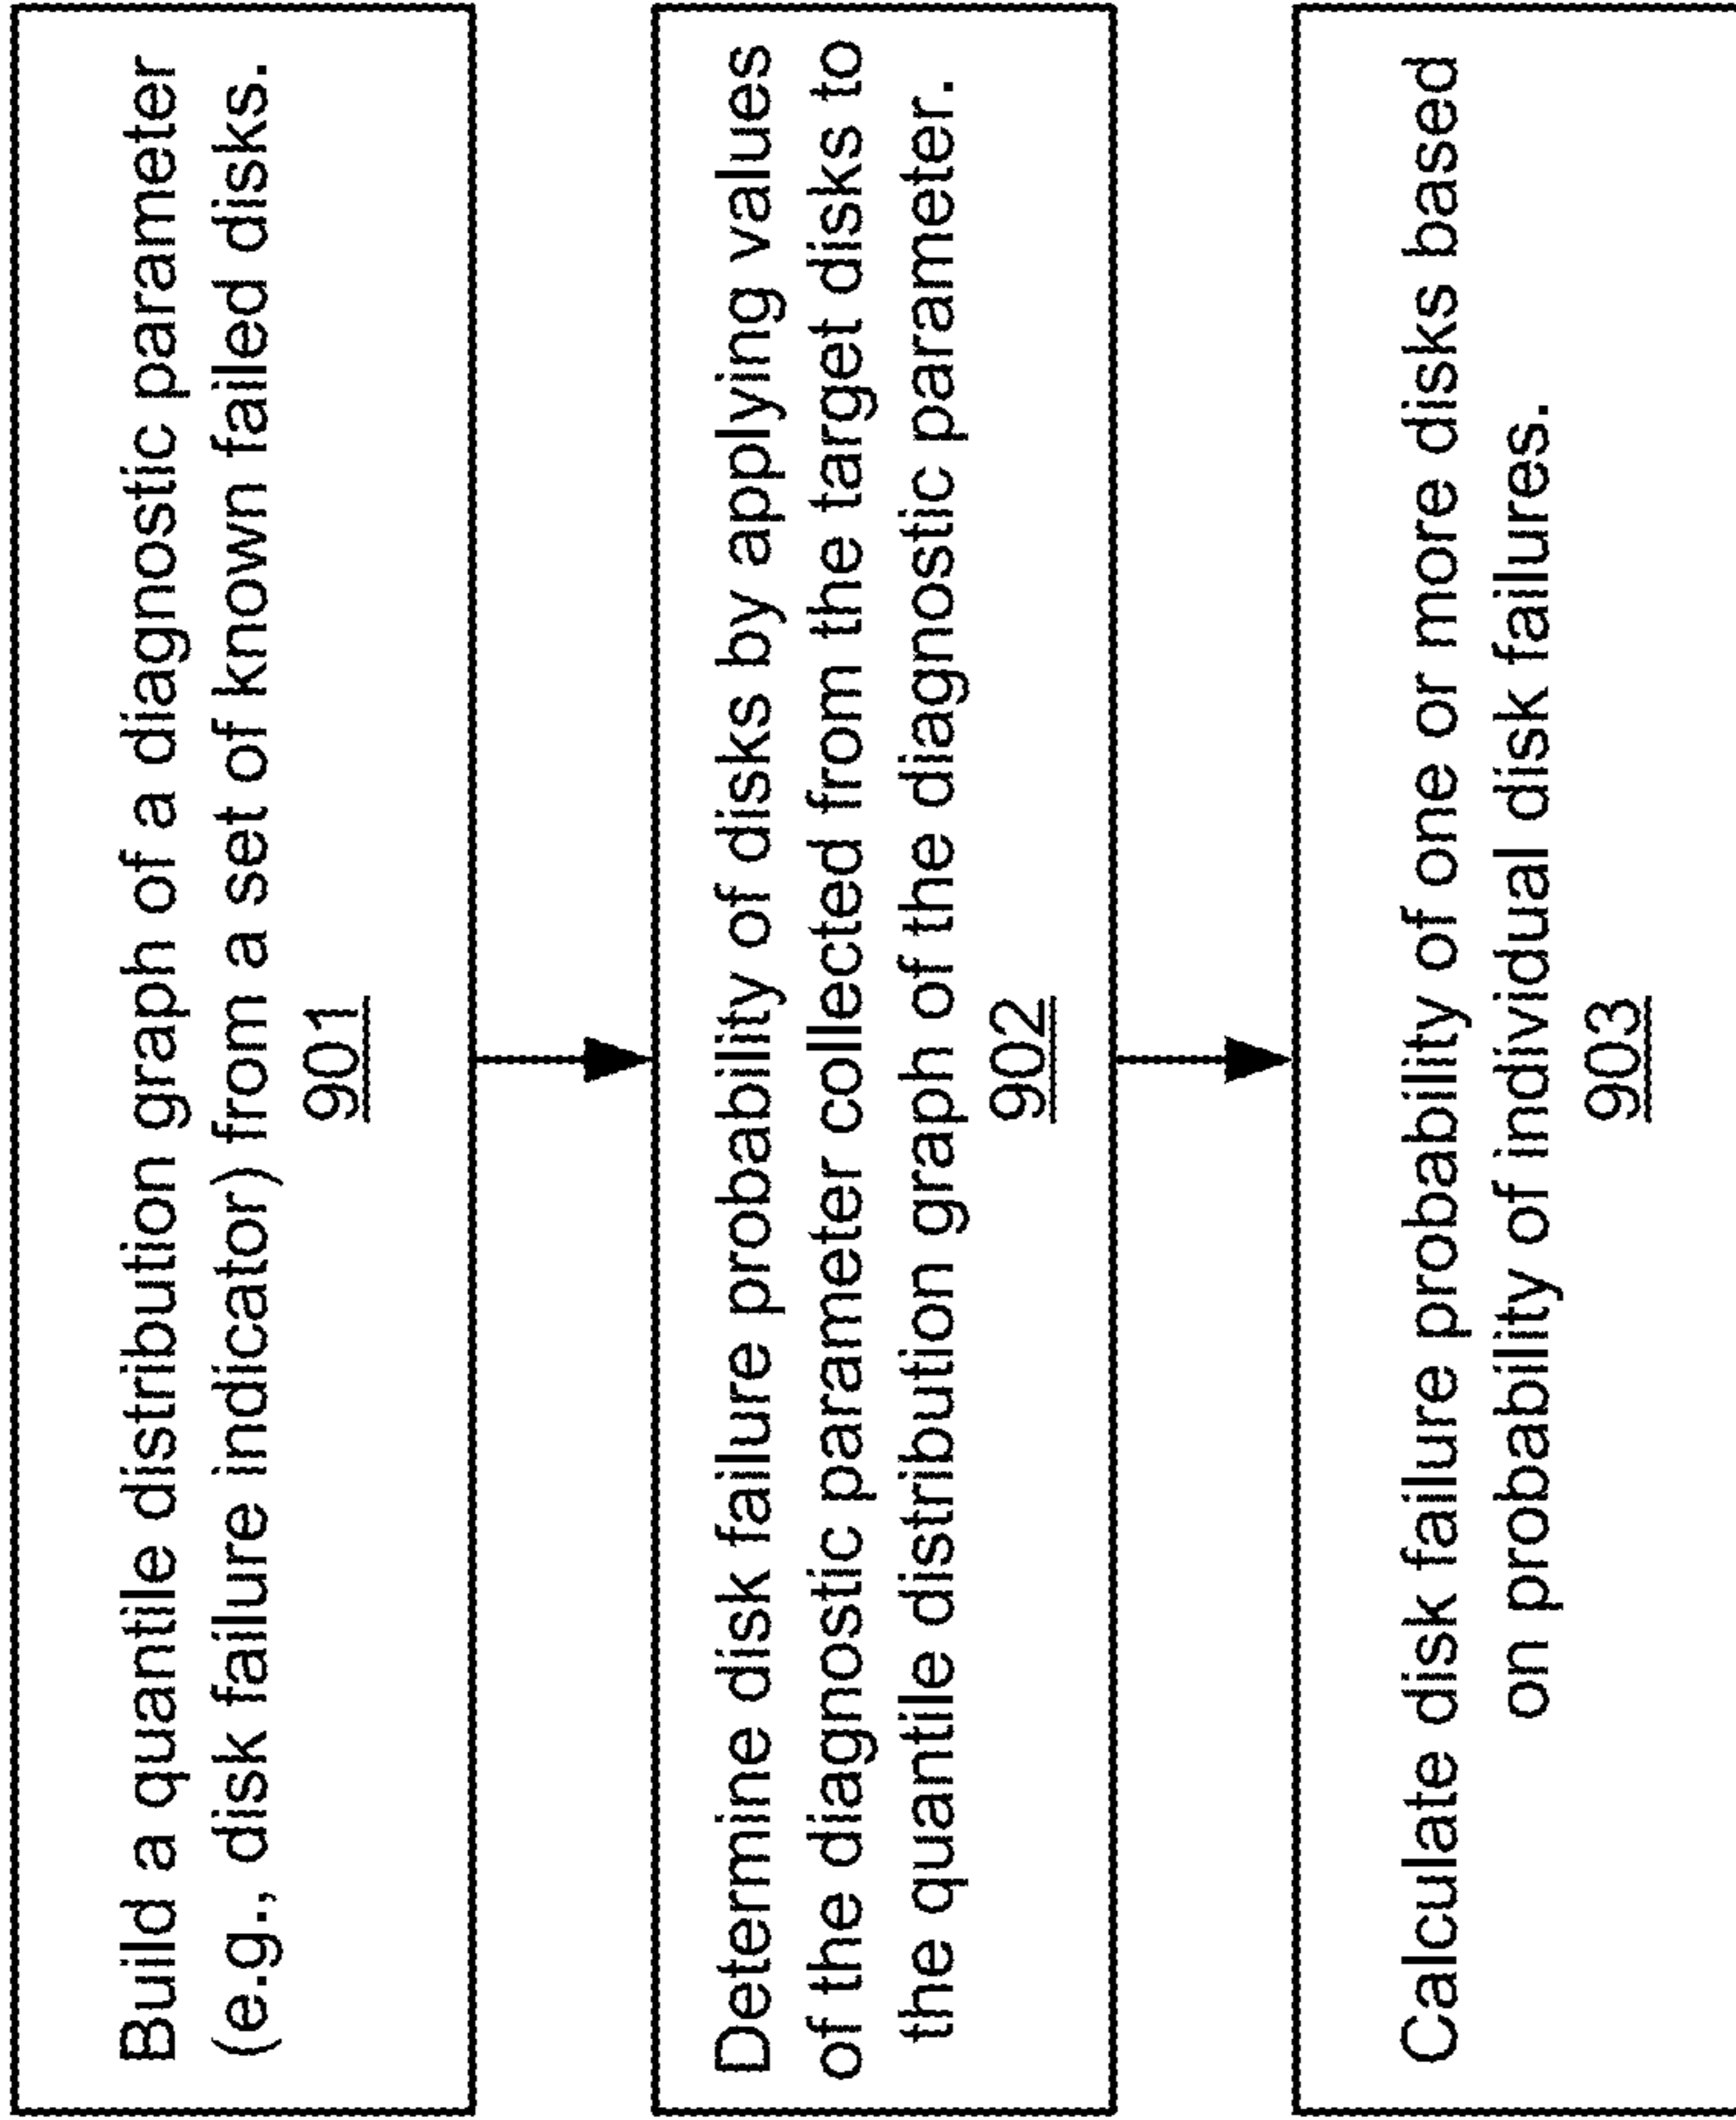 Build a quantile distribution graph of a diagnostic parameter
(e.g., disk failure indicator) from a set of known failed disks.
901
Determine disk failure probability of disks by applying values
of the diagnostic parameter collected from the target disks to
the quantile distribution graph of the diagnostic parameter.
902
Calculate disk failure probability of one or more disks based
on probability of individual disk failures.
903